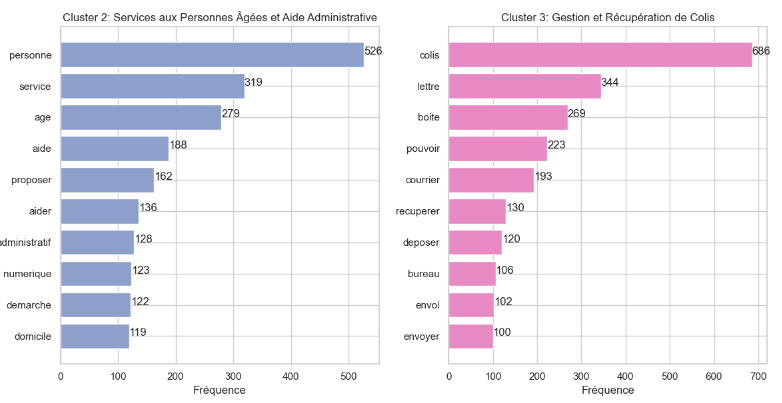 Cluster 2: Services aux Personnes Âgées et Aide Administrative
personne 526
service 319
age 279
aide 188
proposer 162
aider 136
administratif 128
numerique 123
demarche 122
domicile 119
0 100 200 300 400 500
Fréquence
Cluster 3: Gestion et Récupération de Colis
colis 686
lettre 344
boite 269
pouvoir 223
courrier 193
recuperer 130
deposer 120
bureau 106
envoi 102
envoyer 100
0 100 200 300 400 500 600 700
Fréquence